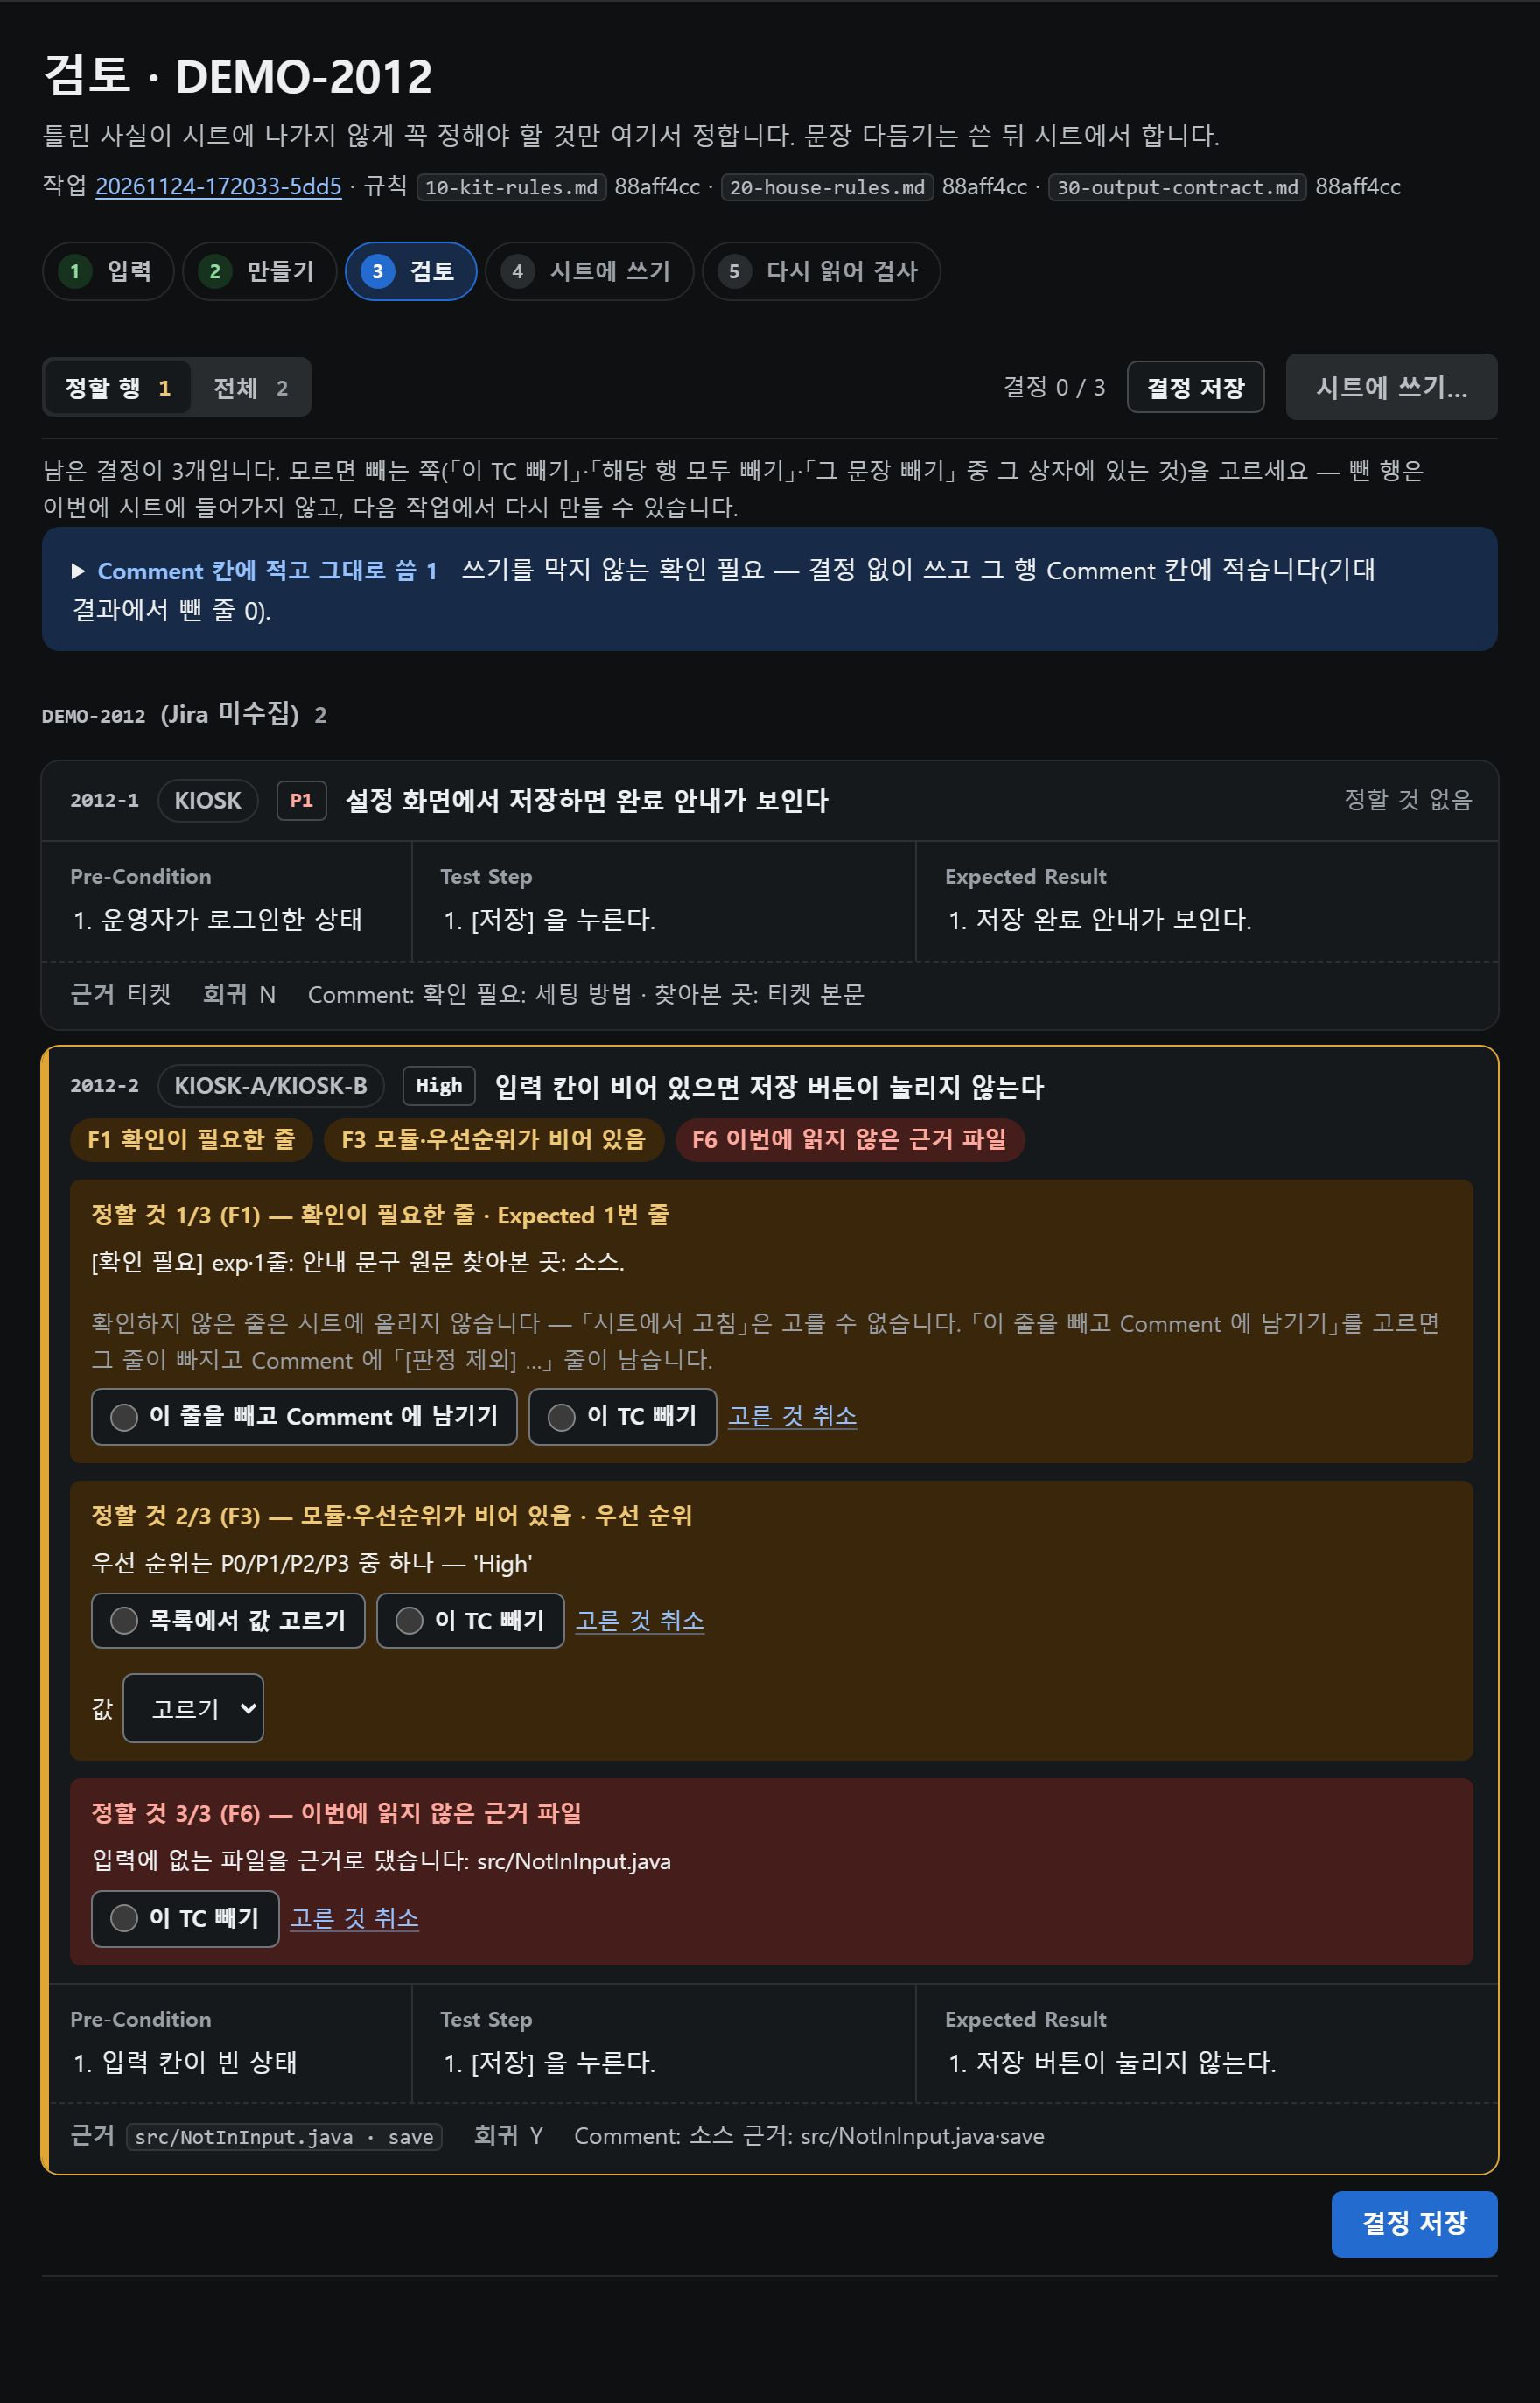 검토 · DEMO-2012
틀린 사실이 시트에 나가지 않게 꼭 정해야 할 것만 여기서 정합니다. 문장 다듬기는 쓴 뒤 시트에서 합니다.
작업 20261124-172033-5dd5 · 규칙 10-kit-rules.md 88aff4cc · 20-house-rules.md 88aff4cc · 30-output-contract.md 88aff4cc
1 입력 2 만들기 3 검토 4 시트에 쓰기 5 다시 읽어 검사
정할 행 1 전체 2 결정 0 / 3 결정 저장 시트에 쓰기…
남은 결정이 3개입니다. 모르면 빼는 쪽(「이 TC 빼기」·「해당 행 모두 빼기」·「그 문장 빼기」 중 그 상자에 있는 것)을 고르세요 — 뺀 행은
이번에 시트에 들어가지 않고, 다음 작업에서 다시 만들 수 있습니다.
▶ Comment 칸에 적고 그대로 씀 1 쓰기를 막지 않는 확인 필요 — 결정 없이 쓰고 그 행 Comment 칸에 적습니다(기대
결과에서 뺀 줄 0).
DEMO-2012 (Jira 미수집) 2
2012-1 KIOSK P1 설정 화면에서 저장하면 완료 안내가 보인다 정할 것 없음
Pre-Condition Test Step Expected Result
1. 운영자가 로그인한 상태 1. [저장] 을 누른다. 1. 저장 완료 안내가 보인다.
근거 티켓 회귀 N Comment: 확인 필요: 세팅 방법 · 찾아본 곳: 티켓 본문
2012-2 KIOSK-A/KIOSK-B High 입력 칸이 비어 있으면 저장 버튼이 눌리지 않는다
F1 확인이 필요한 줄 F3 모듈·우선순위가 비어 있음 F6 이번에 읽지 않은 근거 파일
정할 것 1/3 (F1) — 확인이 필요한 줄 · Expected 1번 줄
[확인 필요] exp·1줄: 안내 문구 원문 찾아본 곳: 소스.
확인하지 않은 줄은 시트에 올리지 않습니다 — 「시트에서 고침」은 고를 수 없습니다. 「이 줄을 빼고 Comment 에 남기기」를 고르면
그 줄이 빠지고 Comment 에 「[판정 제외] …」 줄이 남습니다.
이 줄을 빼고 Comment 에 남기기 이 TC 빼기 고른 것 취소
정할 것 2/3 (F3) — 모듈·우선순위가 비어 있음 · 우선 순위
우선 순위는 P0/P1/P2/P3 중 하나 — 'High'
목록에서 값 고르기 이 TC 빼기 고른 것 취소
값 고르기
정할 것 3/3 (F6) — 이번에 읽지 않은 근거 파일
입력에 없는 파일을 근거로 댔습니다: src/NotInInput.java
이 TC 빼기 고른 것 취소
Pre-Condition Test Step Expected Result
1. 입력 칸이 빈 상태 1. [저장] 을 누른다. 1. 저장 버튼이 눌리지 않는다.
근거 src/NotInInput.java · save 회귀 Y Comment: 소스 근거: src/NotInInput.java·save
결정 저장